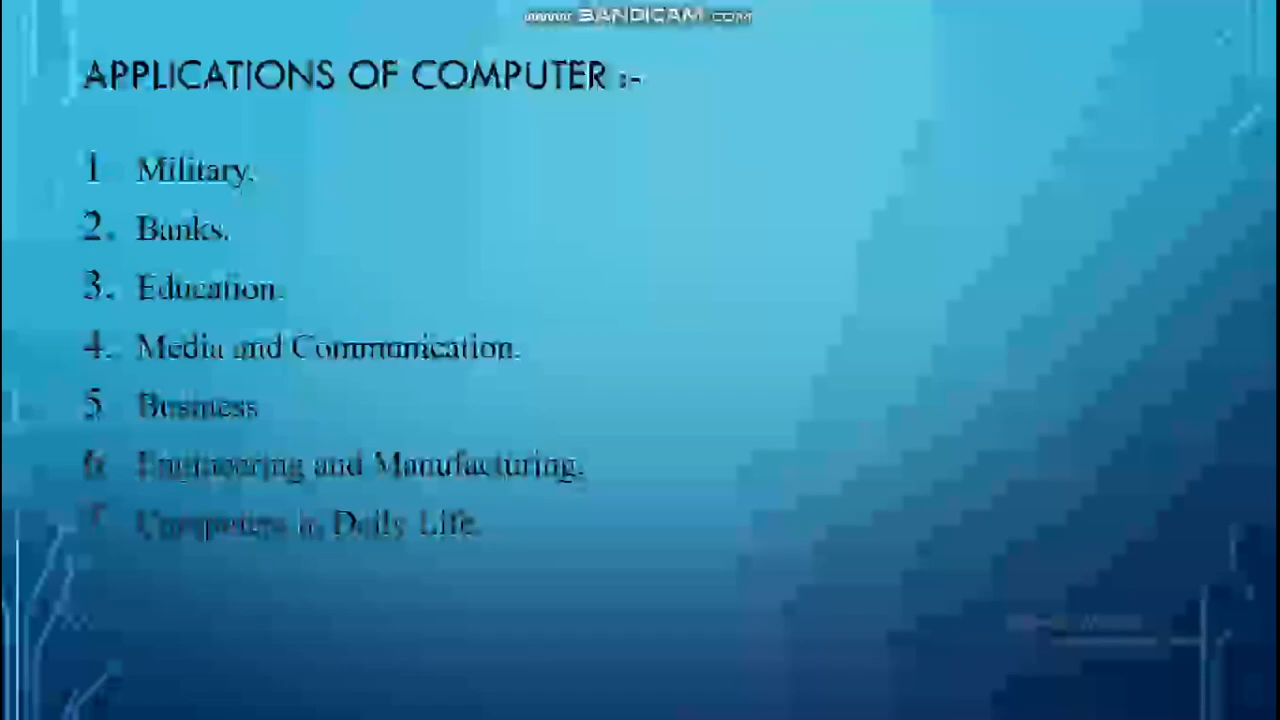 www.BANDICAM.com
APPLICATIONS OF COMPUTER :-
1 Military.
2. Banks.
3. Education.
4. Media and Communication.
5 Business
6 Engineering and Manufacturing.
7 Computers in Daily Life.